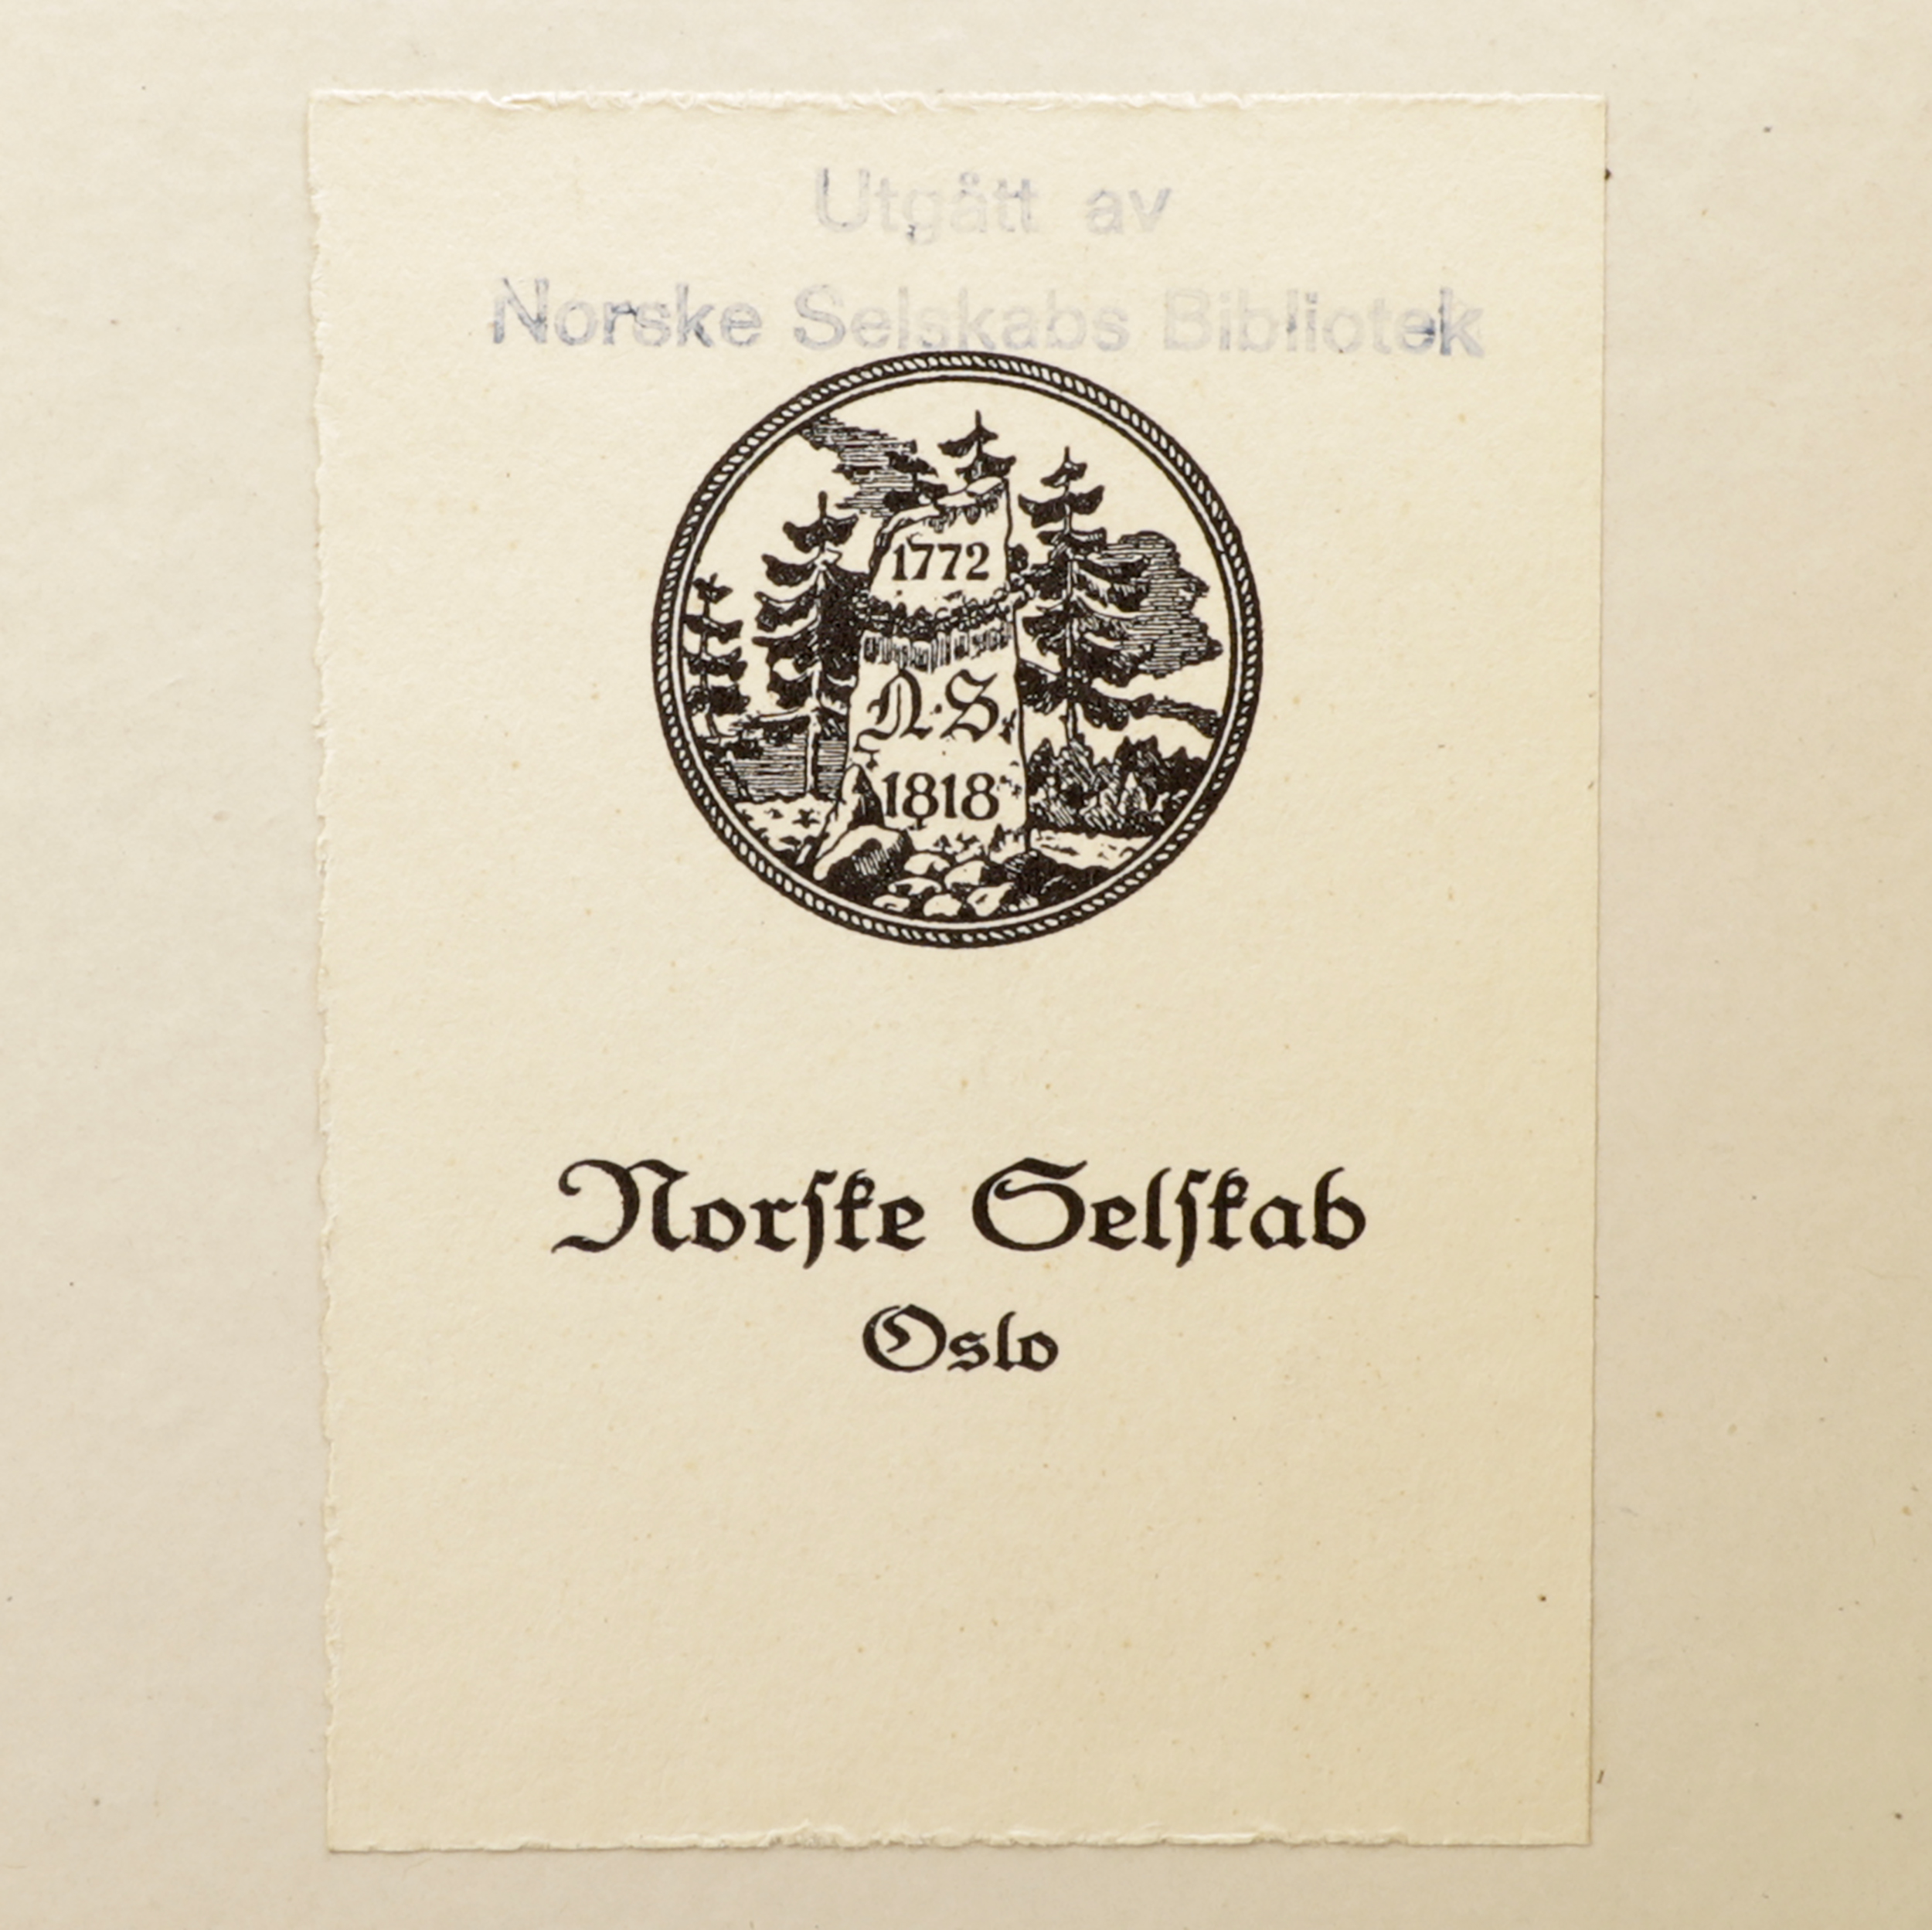 Utgått av
Norske Selskabs Bibliotek
1772
N.S.
1818
Norske Selskab
Oslo